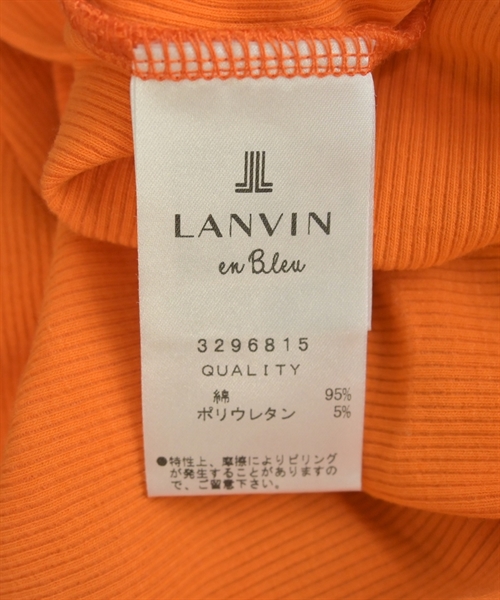 LANVIN
en Bleu
3296815
QUALITY
綿 95%
ポリウレタン 5%
●特性上、摩擦によりピリング
が発生することがありますの
で、ご留意下さい。